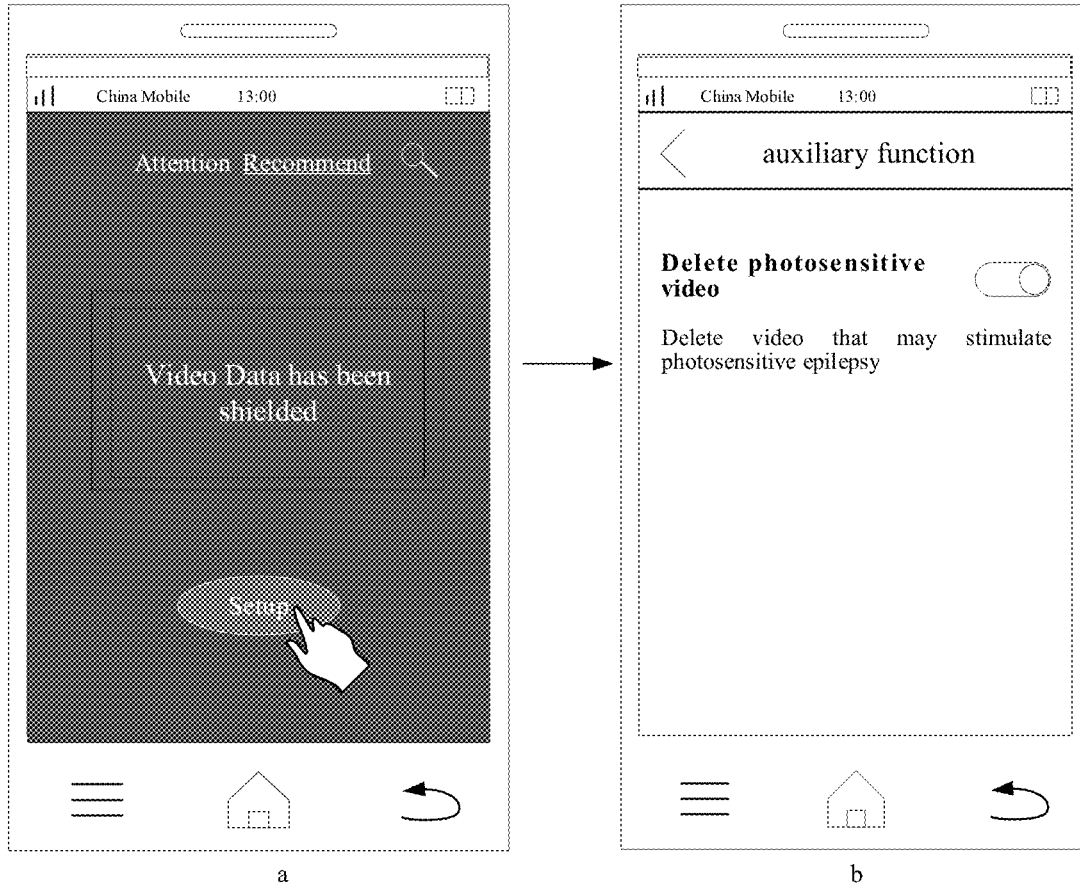 China Mobile 13:00
Attention Recommend
Video Data has been
shielded
Setup
a
China Mobile 13:00
auxiliary function
Delete photosensitive
video
Delete video that may stimulate
photosensitive epilepsy
b